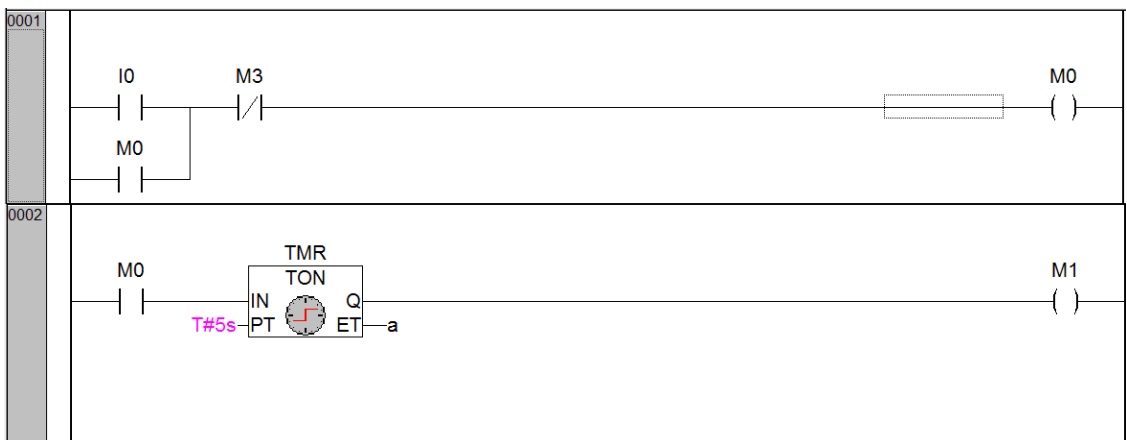 0001
I0 M3 M0
M0
0002
TMR
M0 TON M1
IN Q
T#5s PT ET a